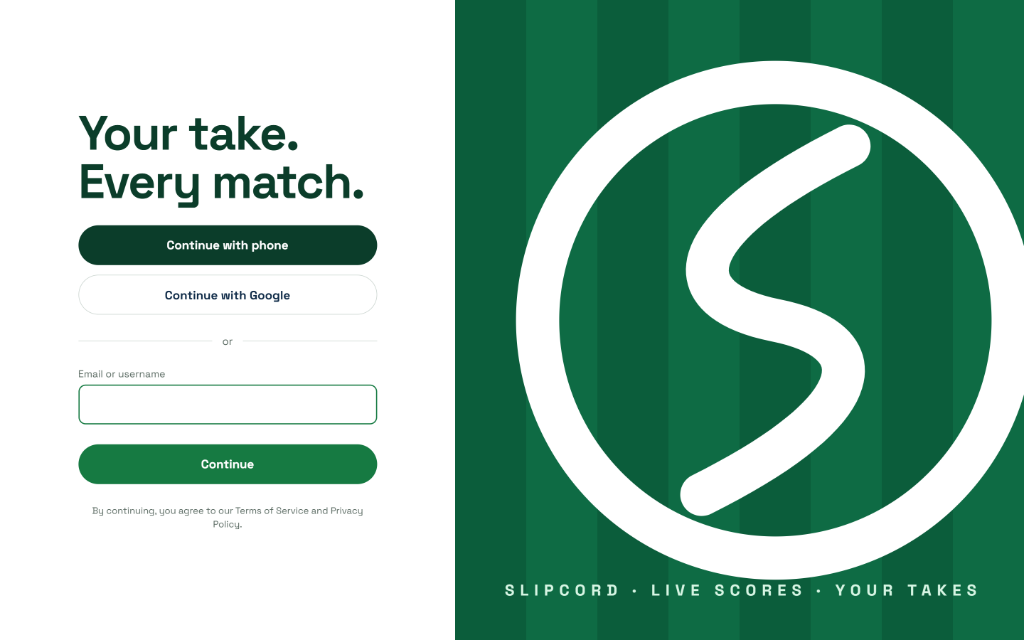 Your take.
Every match.
Continue with phone
Continue with Google
or
Email or username
Continue
By continuing, you agree to our Terms of Service and Privacy
Policy.
S
SLIPCORD · LIVE SCORES · YOUR TAKES